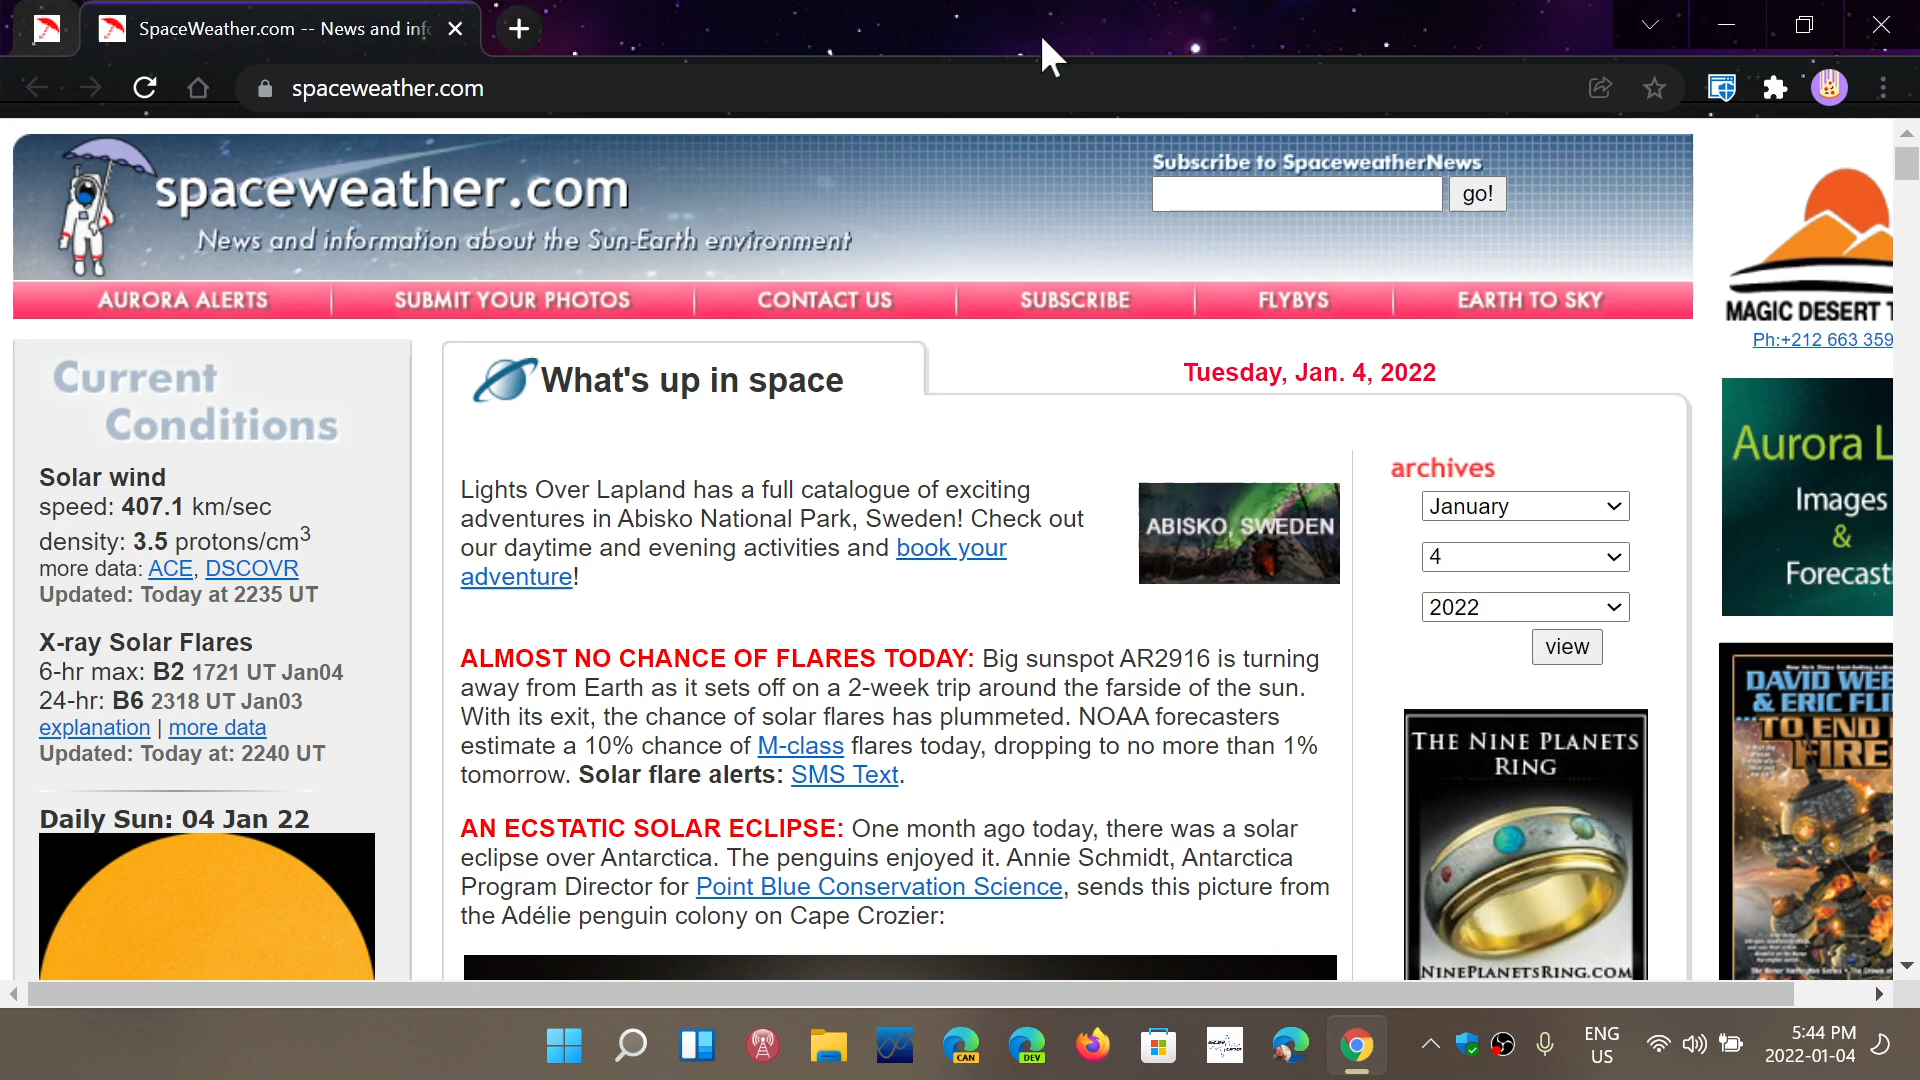 SpaceWeather.com -- News and inf
spaceweather.com
spaceweather.com
News and information about the Sun-Earth environment
Subscribe to SpaceweatherNews
go!
AURORA ALERTS
SUBMIT YOUR PHOTOS
CONTACT US
SUBSCRIBE
FLYBYS
EARTH TO SKY
MAGIC DESERT T
Ph:+212 663 359
Current
Conditions
Solar wind
speed: 407.1 km/sec
density: 3.5 protons/cm3
more data: ACE, DSCOVR
Updated: Today at 2235 UT
X-ray Solar Flares
6-hr max: B2 1721 UT Jan04
24-hr: B6 2318 UT Jan03
explanation | more data
Updated: Today at: 2240 UT
Daily Sun: 04 Jan 22
What's up in space
Tuesday, Jan. 4, 2022
Lights Over Lapland has a full catalogue of exciting
adventures in Abisko National Park, Sweden! Check out
our daytime and evening activities and book your
adventure!
ABISKO, SWEDEN
ALMOST NO CHANCE OF FLARES TODAY: Big sunspot AR2916 is turning
away from Earth as it sets off on a 2-week trip around the farside of the sun.
With its exit, the chance of solar flares has plummeted. NOAA forecasters
estimate a 10% chance of M-class flares today, dropping to no more than 1%
tomorrow. Solar flare alerts: SMS Text.
AN ECSTATIC SOLAR ECLIPSE: One month ago today, there was a solar
eclipse over Antarctica. The penguins enjoyed it. Annie Schmidt, Antarctica
Program Director for Point Blue Conservation Science, sends this picture from
the Adélie penguin colony on Cape Crozier:
archives
January
4
2022
view
THE NINE PLANETS
RING
NINEPLANETSRING.COM
Aurora L
Images
&
Forecast
DAVID WEB
& ERIC FLI
TO END
FIRE
CAN
DEV
ENG
US
5:44 PM
2022-01-04